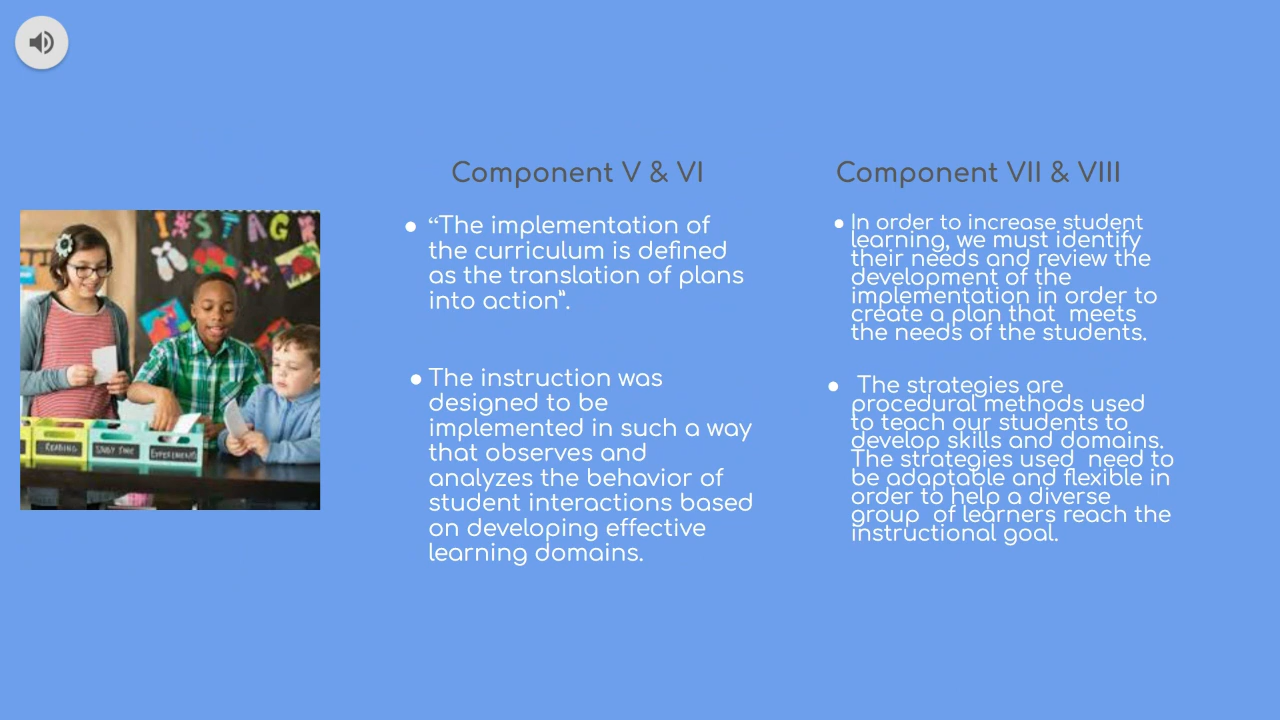 Component V & VI
● “The implementation of
the curriculum is defined
as the translation of plans
into action”.
● The instruction was
designed to be
implemented in such a way
that observes and
analyzes the behavior of
student interactions based
on developing effective
learning domains.
Component VII & VIII
● In order to increase student
learning, we must identify
their needs and review the
development of the
implementation in order to
create a plan that  meets
the needs of the students.
●  The strategies are
procedural methods used
to teach our students to
develop skills and domains.
The strategies used  need to
be adaptable and flexible in
order to help a diverse
group  of learners reach the
instructional goal.
INSTAG
READING
STUDY TIME
EXPERIMENTS